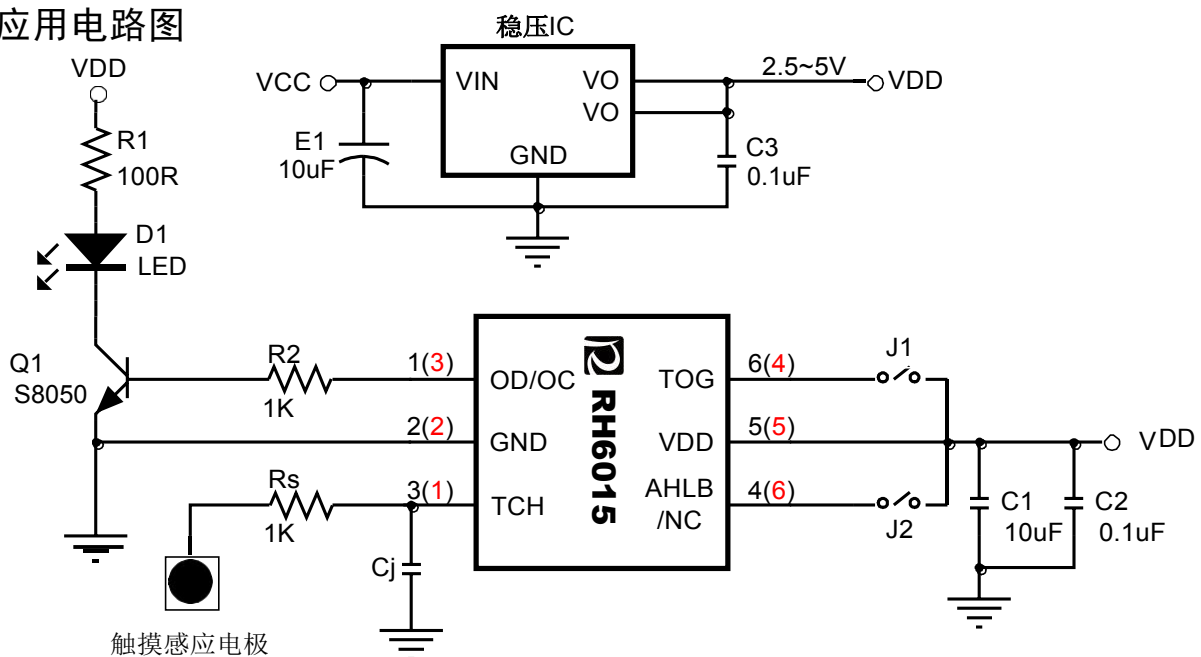 应用电路图
稳压IC
VDD
VCC
VIN
VO
VO
GND
2.5~5V
VDD
R1
100R
E1
10uF
C3
0.1uF
D1
LED
Q1
S8050
R2
1K
1(3)
2(2)
Rs
1K
3(1)
Cj
触摸感应电极
OD/OC
GND
TCH
RH6015
TOG
VDD
AHLB
/NC
6(4)
5(5)
4(6)
J1
J2
VDD
C1
10uF
C2
0.1uF